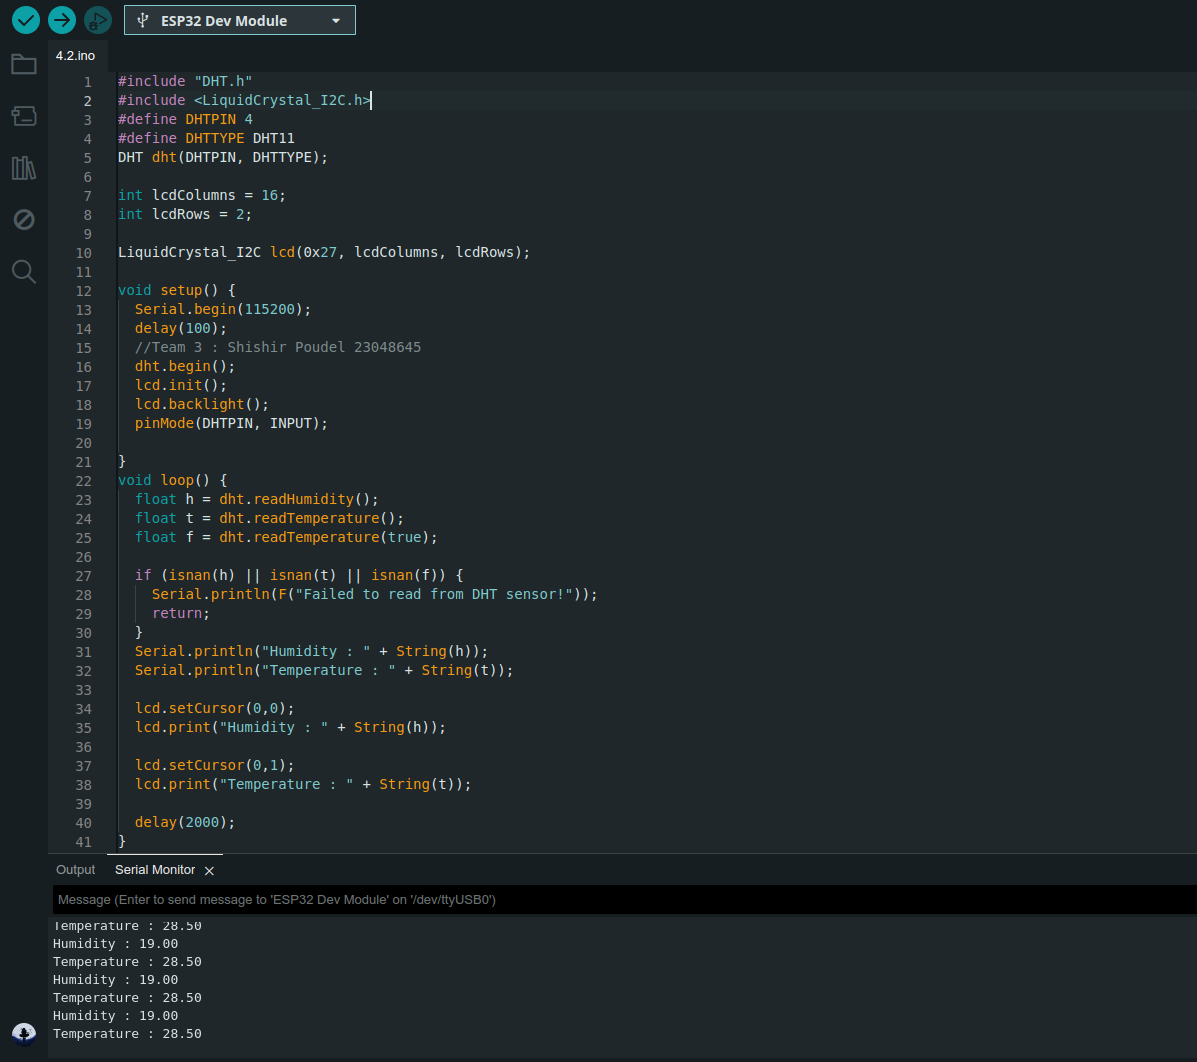 ESP32 Dev Module
4.2.ino
1 #include "DHT.h"
2 #include <LiquidCrystal_I2C.h>
3 #define DHTPIN 4
4 #define DHTTYPE DHT11
5 DHT dht(DHTPIN, DHTTYPE);
6
7 int lcdColumns = 16;
8 int lcdRows = 2;
9
10 LiquidCrystal_I2C lcd(0x27, lcdColumns, lcdRows);
11
12 void setup() {
13   Serial.begin(115200);
14   delay(100);
15   //Team 3 : Shishir Poudel 23048645
16   dht.begin();
17   lcd.init();
18   lcd.backlight();
19   pinMode(DHTPIN, INPUT);
20
21 }
22 void loop() {
23   float h = dht.readHumidity();
24   float t = dht.readTemperature();
25   float f = dht.readTemperature(true);
26
27   if (isnan(h) || isnan(t) || isnan(f)) {
28     Serial.println(F("Failed to read from DHT sensor!"));
29     return;
30   }
31   Serial.println("Humidity : " + String(h));
32   Serial.println("Temperature : " + String(t));
33
34   lcd.setCursor(0,0);
35   lcd.print("Humidity : " + String(h));
36
37   lcd.setCursor(0,1);
38   lcd.print("Temperature : " + String(t));
39
40   delay(2000);
41 }
Output Serial Monitor
Message (Enter to send message to 'ESP32 Dev Module' on '/dev/ttyUSB0')
Temperature : 28.50
Humidity : 19.00
Temperature : 28.50
Humidity : 19.00
Temperature : 28.50
Humidity : 19.00
Temperature : 28.50